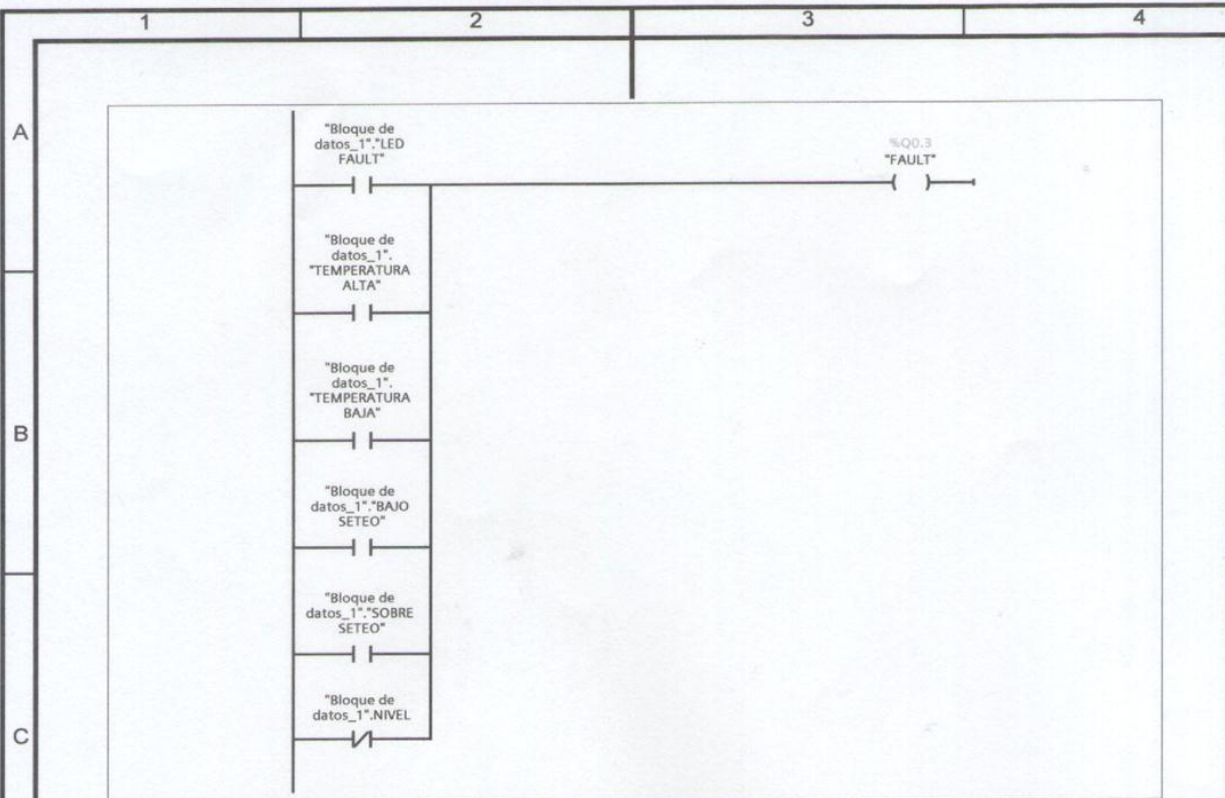 1 2 3 4
A
"Bloque de
datos_1"."LED
FAULT"
%Q0.3
"FAULT"
"Bloque de
datos_1".
"TEMPERATURA
ALTA"
"Bloque de
datos_1".
"TEMPERATURA
BAJA"
B
"Bloque de
datos_1"."BAJO
SETEO"
"Bloque de
datos_1"."SOBRE
SETEO"
"Bloque de
datos_1".NIVEL
C